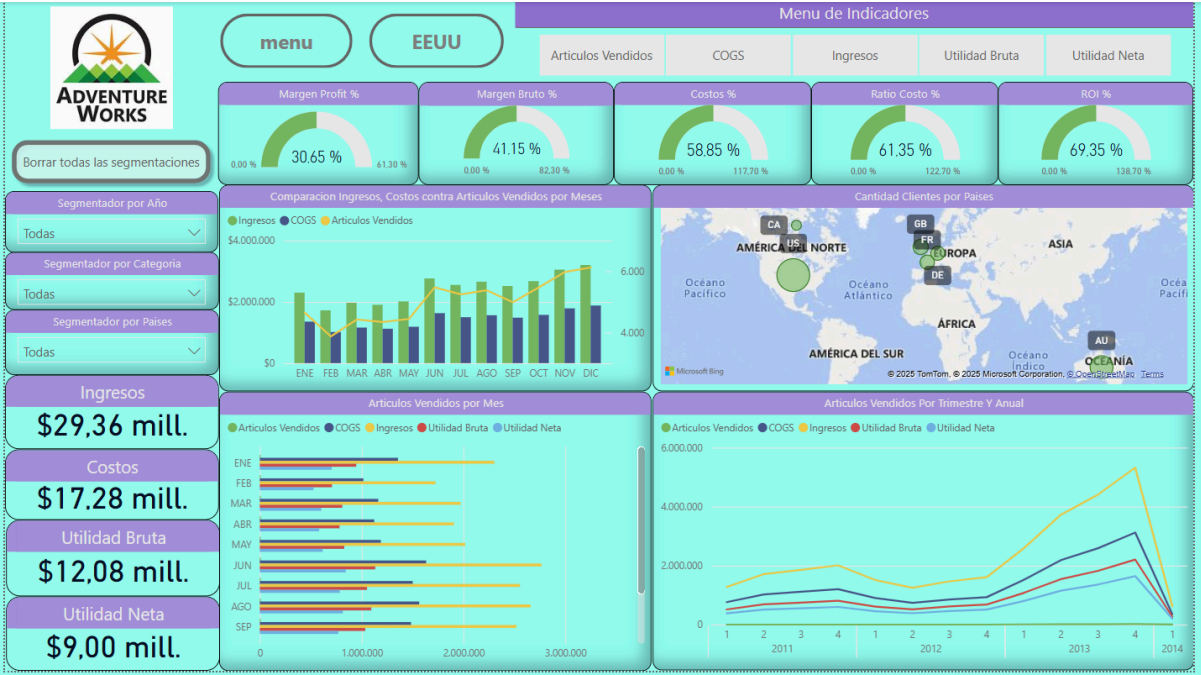 ADVENTURE
WORKS
menu
EEUU
Menu de Indicadores
Articulos Vendidos
COGS
Ingresos
Utilidad Bruta
Utilidad Neta
Borrar todas las segmentaciones
Segmentador por Año
Todas
Segmentador por Categoria
Todas
Segmentador por Paises
Todas
Ingresos
$29,36 mill.
Costos
$17,28 mill.
Utilidad Bruta
$12,08 mill.
Utilidad Neta
$9,00 mill.
Margen Profit %
30,65 %
0,00 %
61,30 %
Margen Bruto %
41,15 %
0,00 %
82,30 %
Costos %
58,85 %
0,00 %
117,70 %
Ratio Costo %
61,35 %
0,00 %
122,70 %
ROI %
69,35 %
0,00 %
138,70 %
Comparacion Ingresos, Costos contra Articulos Vendidos por Meses
Ingresos COGS Articulos Vendidos
$4.000.000
$2.000.000
$0
6.000
4.000
ENE FEB MAR ABR MAY JUN JUL AGO SEP OCT NOV DIC
Cantidad Clientes por Paises
CA
US
AMÉRICA DEL NORTE
GB
FR
EUROPA
DE
ASIA
Océano
Pacífico
Océano
Atlántico
Océa
Pacífi
ÁFRICA
AMÉRICA DEL SUR
Océano
Índico
AU
OCEANÍA
Microsoft Bing
© 2025 TomTom, © 2025 Microsoft Corporation, © OpenStreetMap Terms
Articulos Vendidos por Mes
Articulos Vendidos COGS Ingresos Utilidad Bruta Utilidad Neta
ENE
FEB
MAR
ABR
MAY
JUN
JUL
AGO
SEP
0 1.000.000 2.000.000 3.000.000
Articulos Vendidos Por Trimestre Y Anual
Articulos Vendidos COGS Ingresos Utilidad Bruta Utilidad Neta
6.000.000
4.000.000
2.000.000
0
1 2 3 4 1 2 3 4 1 2 3 4 1
2011 2012 2013 2014